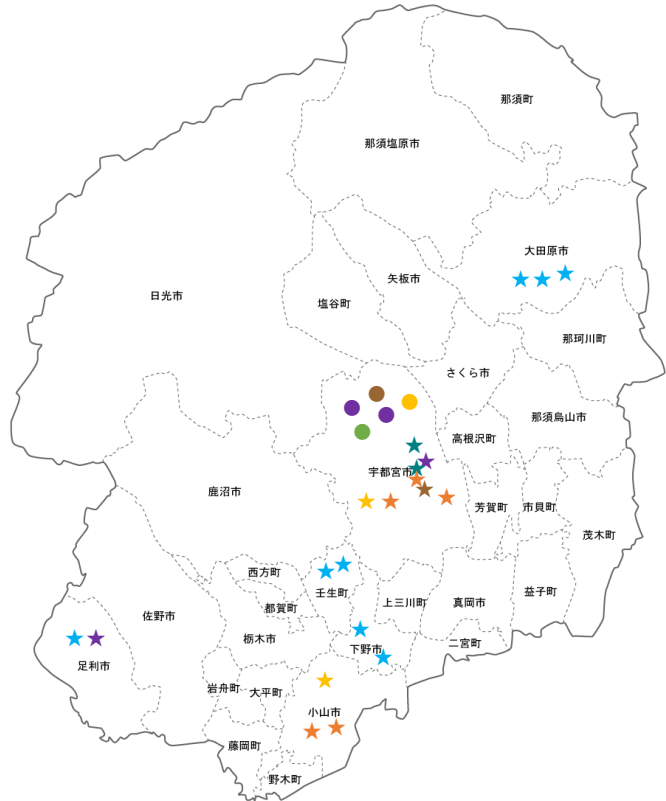 那須町
那須塩原市
大田原市
矢板市
日光市
塩谷町
那珂川町
さくら市
那須烏山市
高根沢町
宇都宮市
鹿沼市
芳賀町
市貝町
茂木町
西方町
壬生町
益子町
都賀町
上三川町
真岡市
佐野市
栃木市
二宮町
下野市
足利市
岩舟町
大平町
小山市
藤岡町
野木町